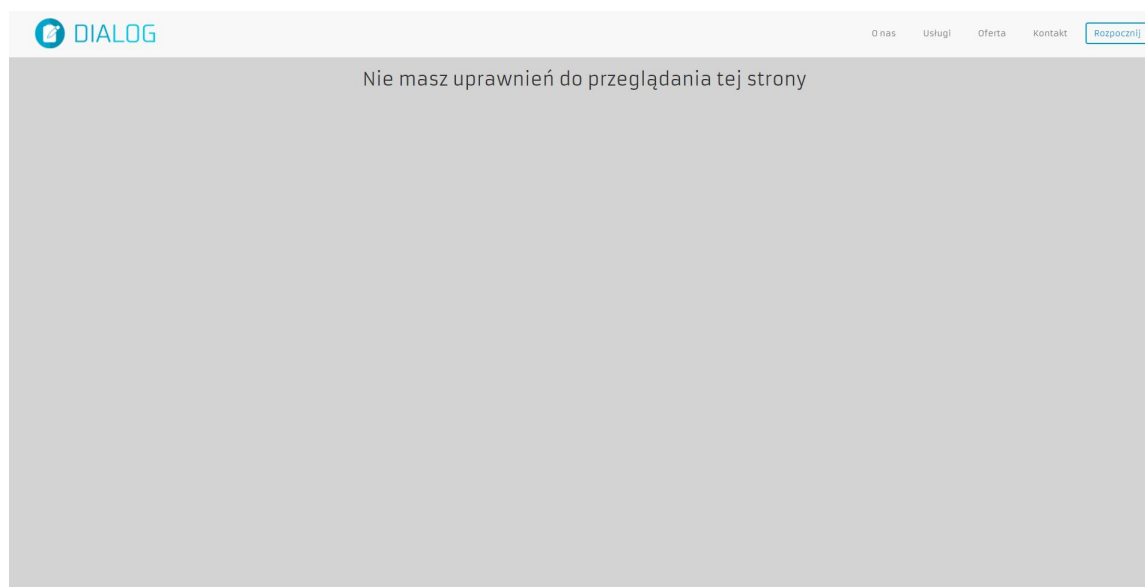 DIALOG
O nas Usługi Oferta Kontakt Rozpocznij
Nie masz uprawnień do przeglądania tej strony